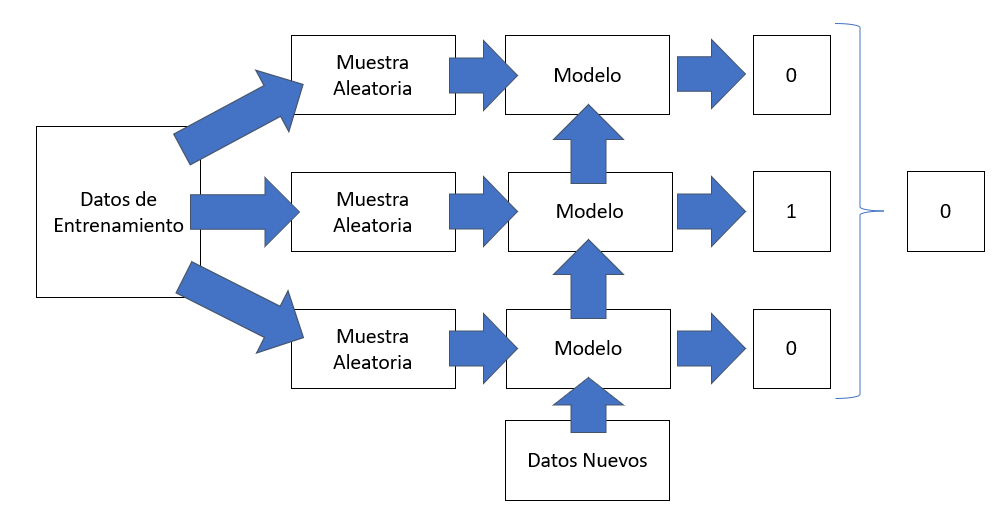 Muestra
Aleatoria
Modelo
0
Datos de
Entrenamiento
Muestra
Aleatoria
Modelo
1
0
Muestra
Aleatoria
Modelo
0
Datos Nuevos